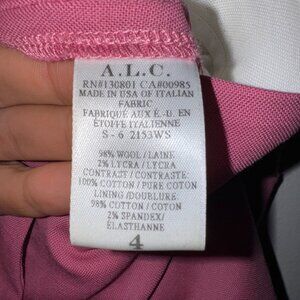 A.L.C.
RN#130801 CA#00985
MADE IN USA OF ITALIAN
FABRIC
FABRIQUÉ AUX É.-U. EN
ÉTOFFE ITALIENNE
S - 6 2153WS
98% WOOL / LAINE
2% LYCRA / LYCRA
CONTRAST / CONTRASTE:
100% COTTON / PURE COTON
LINING / DOUBLURE:
98% COTTON / COTON
2% SPANDEX /
ÉLASTHANNE
4